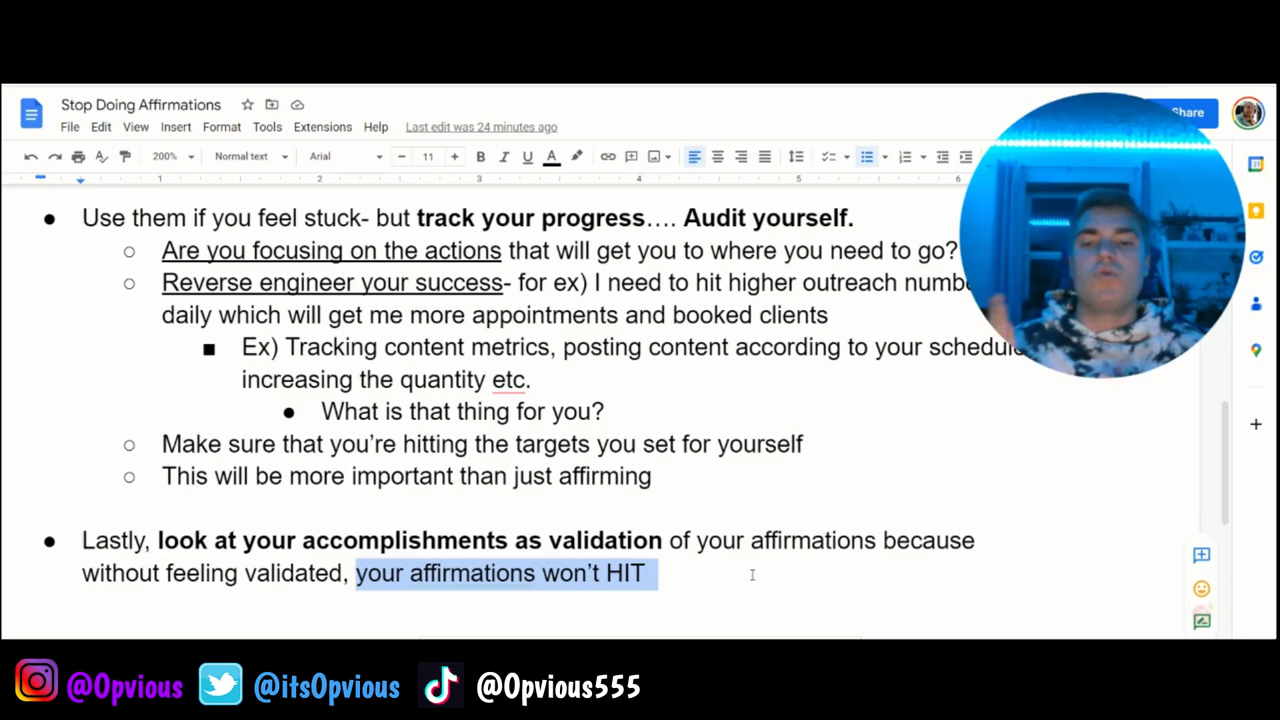 Stop Doing Affirmations
File Edit View Insert Format Tools Extensions Help Last edit was 24 minutes ago
Share
200% Normal text Arial 11 B I U A
1 2 3 4 5 6
● Use them if you feel stuck- but track your progress…. Audit yourself.
○ Are you focusing on the actions that will get you to where you need to go?
○ Reverse engineer your success- for ex) I need to hit higher outreach
daily which will get me more appointments and booked clients
■ Ex) Tracking content metrics, posting content according to your
increasing the quantity etc.
● What is that thing for you?
○ Make sure that you’re hitting the targets you set for yourself
○ This will be more important than just affirming
● Lastly, look at your accomplishments as validation of your affirmations because
without feeling validated, your affirmations won’t HIT
@Opvious @itsOpvious @Opvious555